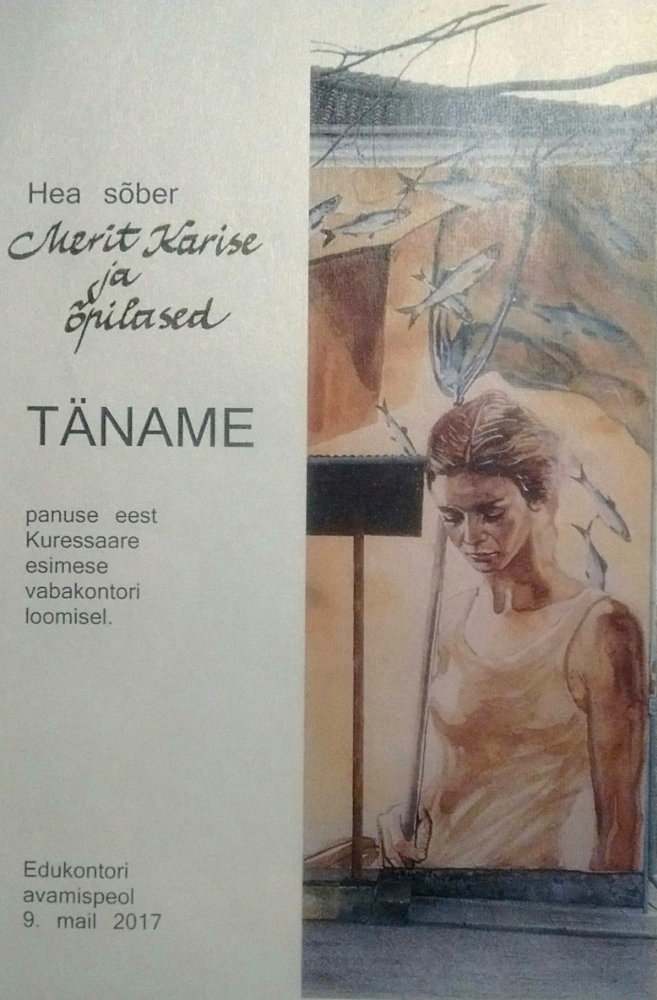 Hea sõber
Merit Karise
ja
õpilased
TÄNAME
panuse eest
Kuressaare
esimese
vabakontori
loomisel.
Edukontori
avamispeol
9. mail 2017